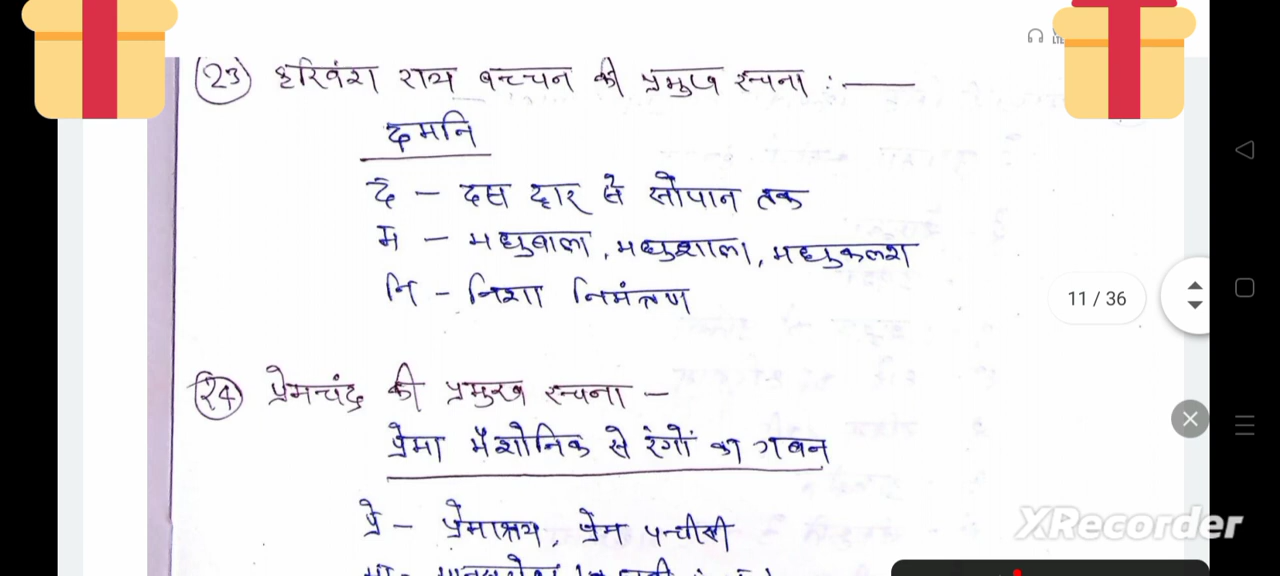 (23) हरिवंश राय बच्चन की प्रमुख रचना :—
दमनि
द – दस द्वार से सोपान तक
म – मधुबाला, मधुशाला, मधुकलश
नि – निशा निमंत्रण
11 / 36
(24) प्रेमचंद की प्रमुख रचना –
प्रेमा मैशोनिक से रंगों का गबन
प्रे – प्रेमाश्रय, प्रेम पच्चीसी
मा -
XRecorder